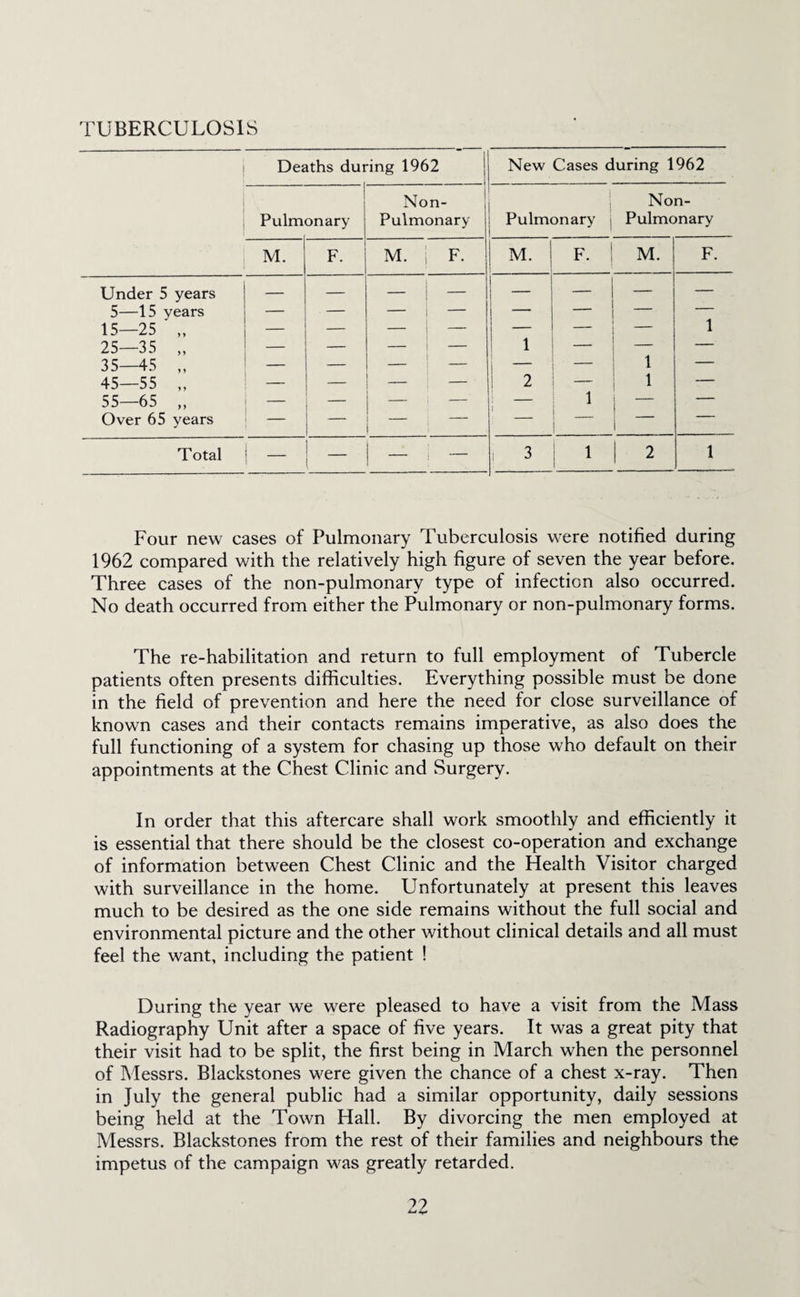 TUBERCULOSIS
Deaths during 1962 New Cases during 1962
Pulmonary Non-Pulmonary Pulmonary Non-Pulmonary
M. F. M. F. M. F. M. F.
Under 5 years — — — — — — — —
5—15 years — — — — — — — —
15—25 ,, — — — — — — — 1
25—35 ,, — — — — 1 — — —
35—45 ,, — — — — — — 1 —
45—55 ,, — — — — 2 — 1 —
55—65 ,, — — — — — 1 — —
Over 65 years — — — — — — — —
Total — — — — 3 1 2 1
Four new cases of Pulmonary Tuberculosis were notified during
1962 compared with the relatively high figure of seven the year before.
Three cases of the non-pulmonary type of infection also occurred.
No death occurred from either the Pulmonary or non-pulmonary forms.
The re-habilitation and return to full employment of Tubercle
patients often presents difficulties. Everything possible must be done
in the field of prevention and here the need for close surveillance of
known cases and their contacts remains imperative, as also does the
full functioning of a system for chasing up those who default on their
appointments at the Chest Clinic and Surgery.
In order that this aftercare shall work smoothly and efficiently it
is essential that there should be the closest co-operation and exchange
of information between Chest Clinic and the Health Visitor charged
with surveillance in the home. Unfortunately at present this leaves
much to be desired as the one side remains without the full social and
environmental picture and the other without clinical details and all must
feel the want, including the patient !
During the year we were pleased to have a visit from the Mass
Radiography Unit after a space of five years. It was a great pity that
their visit had to be split, the first being in March when the personnel
of Messrs. Blackstones were given the chance of a chest x-ray. Then
in July the general public had a similar opportunity, daily sessions
being held at the Town Hall. By divorcing the men employed at
Messrs. Blackstones from the rest of their families and neighbours the
impetus of the campaign was greatly retarded.
22